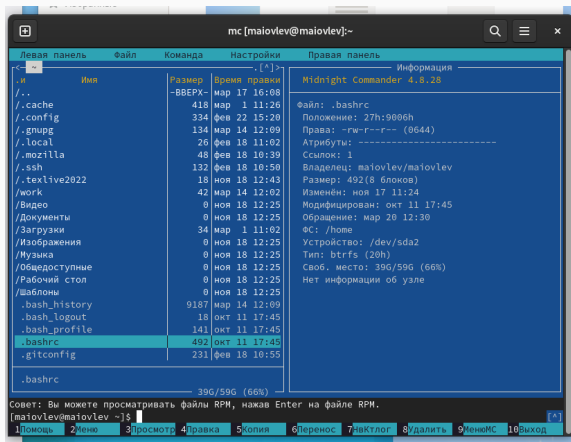 mc [maiovlev@maiovlev]:~
Левая панель Файл Команда Настройки Правая панель
<— ~ .[^]>
.и Имя Размер Время правки
/.. -ВВЕРХ- мар 17 16:08
/.cache 418 мар 1 11:26
/.config 334 фев 22 15:20
/.gnupg 134 мар 14 12:09
/.local 26 фев 18 11:02
/.mozilla 48 фев 18 10:39
/.ssh 132 фев 18 10:50
/.texlive2022 18 ноя 18 12:43
/work 42 мар 14 12:02
/Видео 0 ноя 18 12:25
/Документы 0 ноя 18 12:25
/Загрузки 34 мар 1 11:02
/Изображения 0 ноя 18 12:25
/Музыка 0 ноя 18 12:25
/Общедоступные 0 ноя 18 12:25
/Рабочий стол 0 ноя 18 12:25
/Шаблоны 0 ноя 18 12:25
.bash_history 9187 мар 14 12:09
.bash_logout 18 окт 11 17:45
.bash_profile 141 окт 11 17:45
.bashrc 492 окт 11 17:45
.gitconfig 231 фев 18 10:55
.bashrc
39G/59G (66%)
Информация
Midnight Commander 4.8.28
Файл: .bashrc
Положение: 27h:9006h
Права: -rw-r--r-- (0644)
Атрибуты: ------------------------
Ссылок: 1
Владелец: maiovlev/maiovlev
Размер: 492(8 блоков)
Изменён: ноя 17 11:24
Модифицирован: окт 11 17:45
Обращение: мар 20 12:30
ФС: /home
Устройство: /dev/sda2
Тип: btrfs (20h)
Своб. место: 39G/59G (66%)
Нет информации об узле
Совет: Вы можете просматривать файлы RPM, нажав Enter на файле RPM.
[maiovlev@maiovlev ~]$ [^]
1Помощь 2Меню 3Просмотр 4Правка 5Копия 6Перенос 7НвКтлог 8Удалить 9МенюМС 10Выход